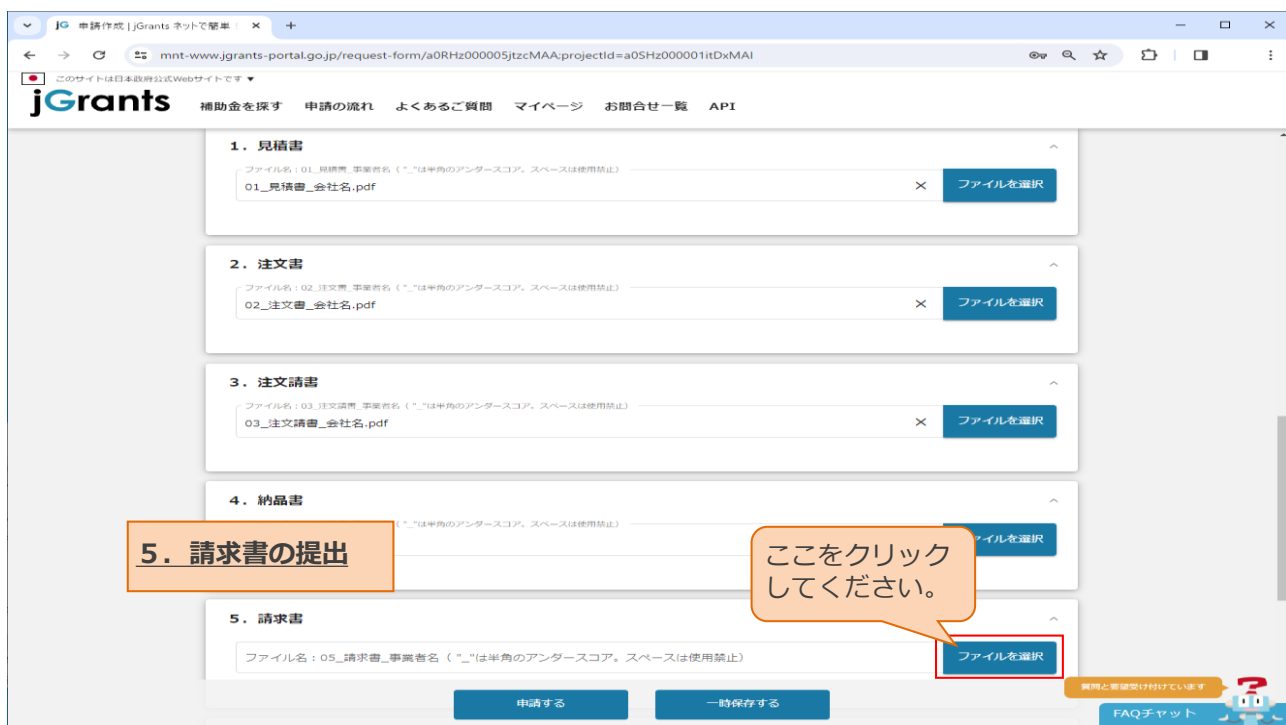 jG 申請作成 | jGrants ネットで簡単
mnt-www.jgrants-portal.go.jp/request-form/a0RHz000005jtzcMAA;projectId=a0SHz000001itDxMAI
このサイトは日本政府公式Webサイトです ▼
jGrants 補助金を探す 申請の流れ よくあるご質問 マイページ お問合せ一覧 API
1. 見積書
ファイル名：01_見積書_事業者名（ "_"は半角のアンダースコア。スペースは使用禁止）
01_見積書_会社名.pdf
ファイルを選択
2. 注文書
ファイル名：02_注文書_事業者名（ "_"は半角のアンダースコア。スペースは使用禁止）
02_注文書_会社名.pdf
ファイルを選択
3. 注文請書
ファイル名：03_注文請書_事業者名（ "_"は半角のアンダースコア。スペースは使用禁止）
03_注文請書_会社名.pdf
ファイルを選択
4. 納品書
（ "_"は半角のアンダースコア。スペースは使用禁止）
ァイルを選択
5．請求書の提出
ここをクリック
してください。
5. 請求書
ファイル名：05_請求書_事業者名（ "_"は半角のアンダースコア。スペースは使用禁止）
ファイルを選択
申請する 一時保存する
質問と要望受け付けています
FAQチャット